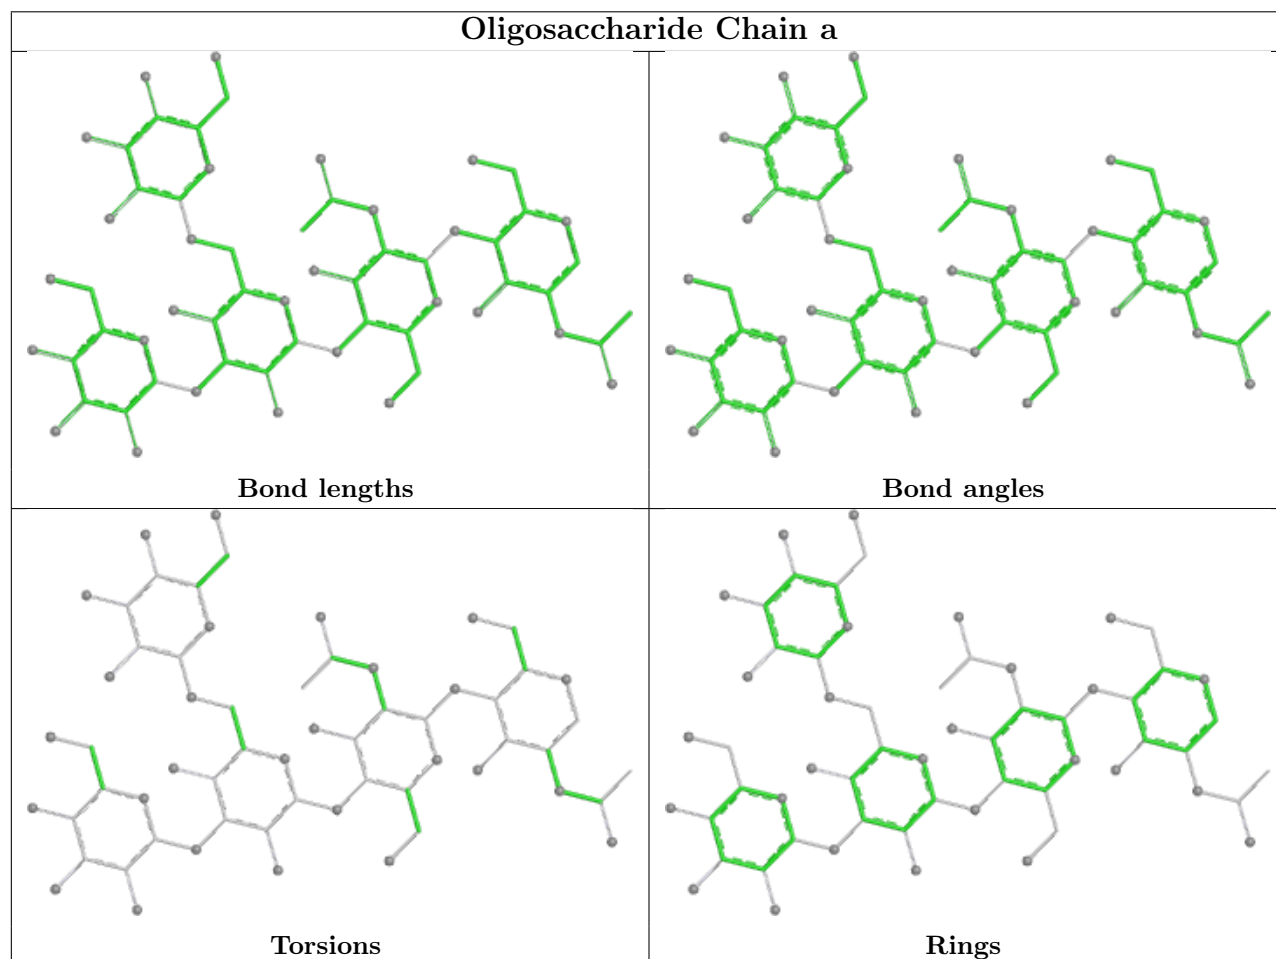 Oligosaccharide Chain a
Bond lengths
Bond angles
Torsions
Rings